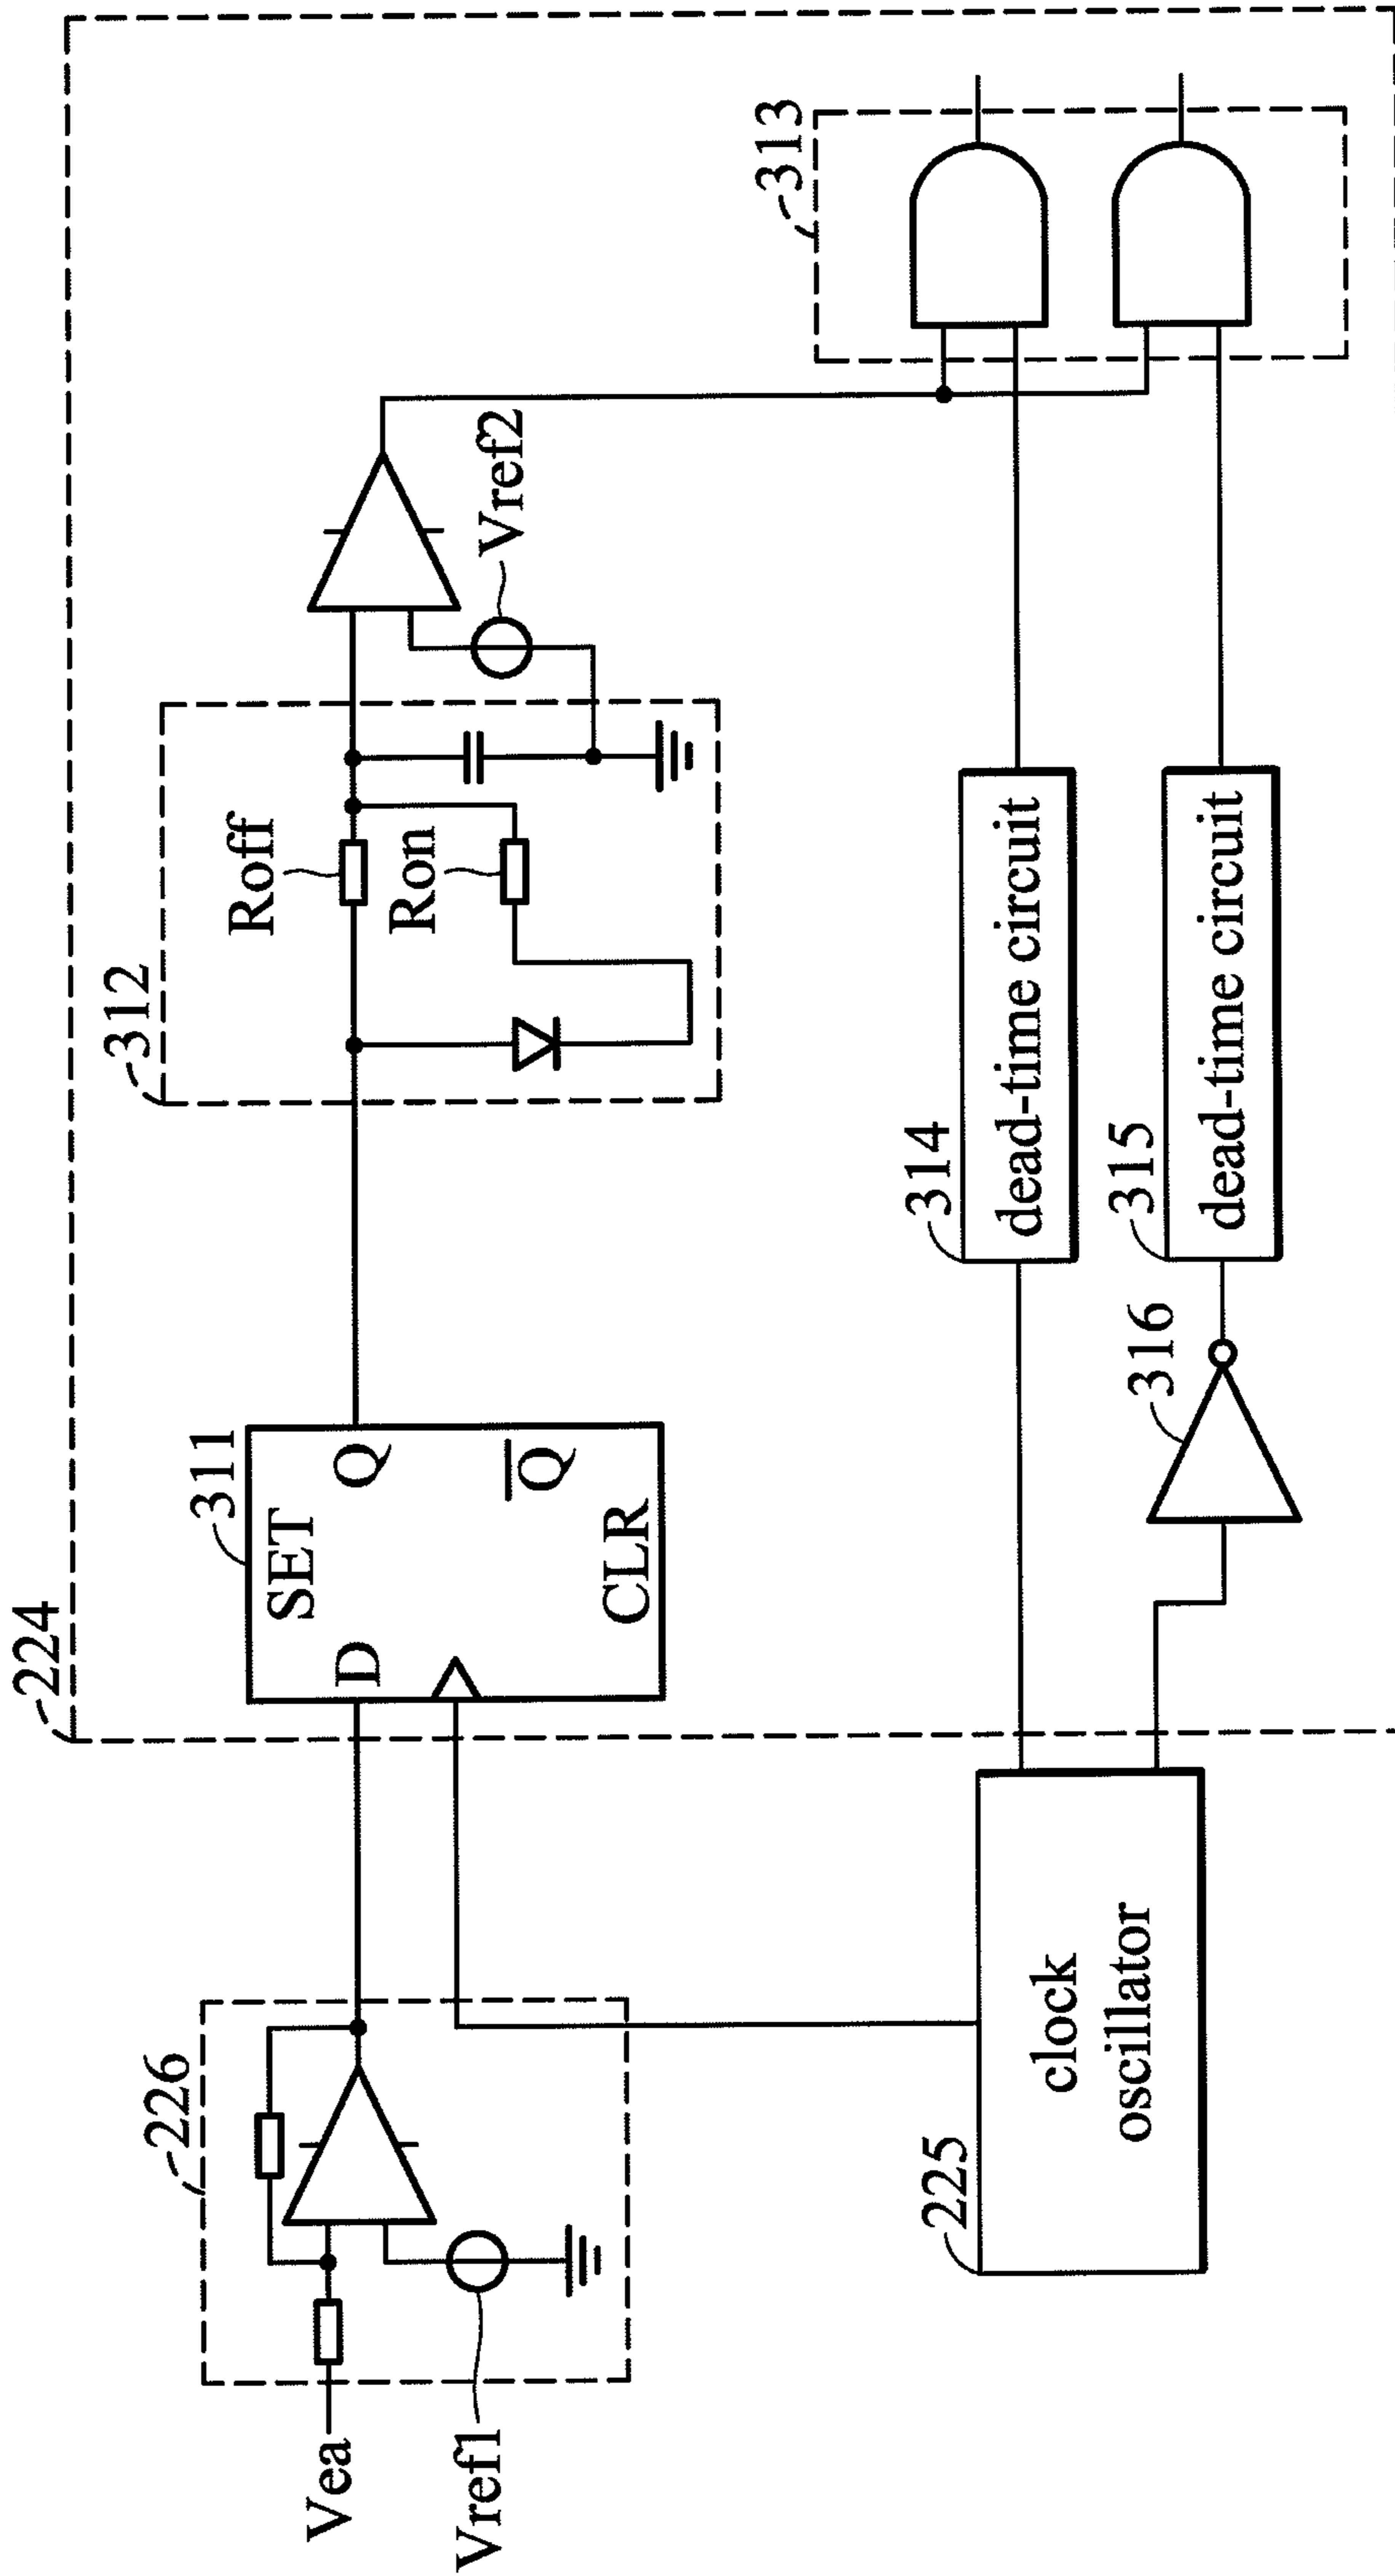 224
226
Vea
Vref1
311
SET
D
Q
Q
CLR
312
Roff
Ron
Vref2
313
225
clock
oscillator
314
dead-time circuit
316
315
dead-time circuit